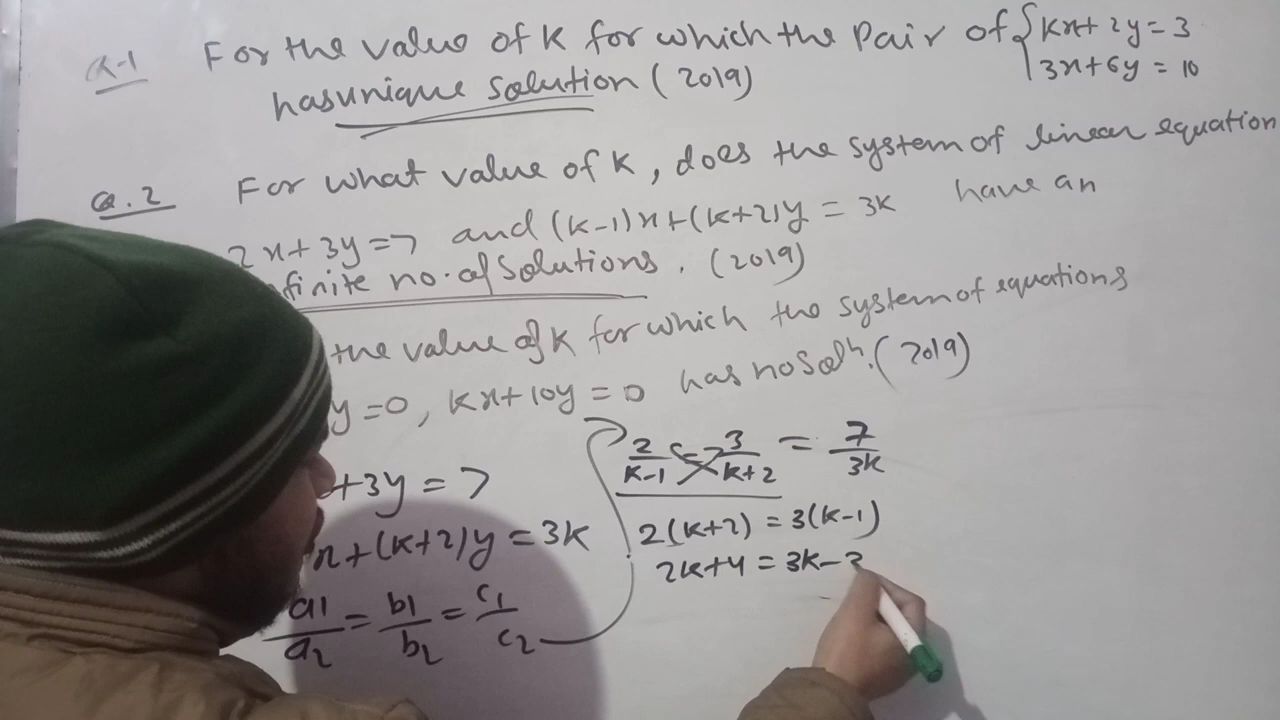 Q-1 For the value of k for which the pair of { kx+2y=3
3x+6y=10
has unique solution (2019)
Q.2 For what value of k, does the system of linear equation
2x+3y=7 and (k-1)x+(k+2)y=3k have an
finite no. of solutions. (2019)
the value of k for which the system of equations
y=0, kx+10y=0 has no solⁿ. (2019)
+3y=7
x+(k+2)y=3k
a1/a2 = b1/b2 = c1/c2
2/k-1 = 3/k+2 = 7/3k
2(k+2) = 3(k-1)
2k+4 = 3k-3